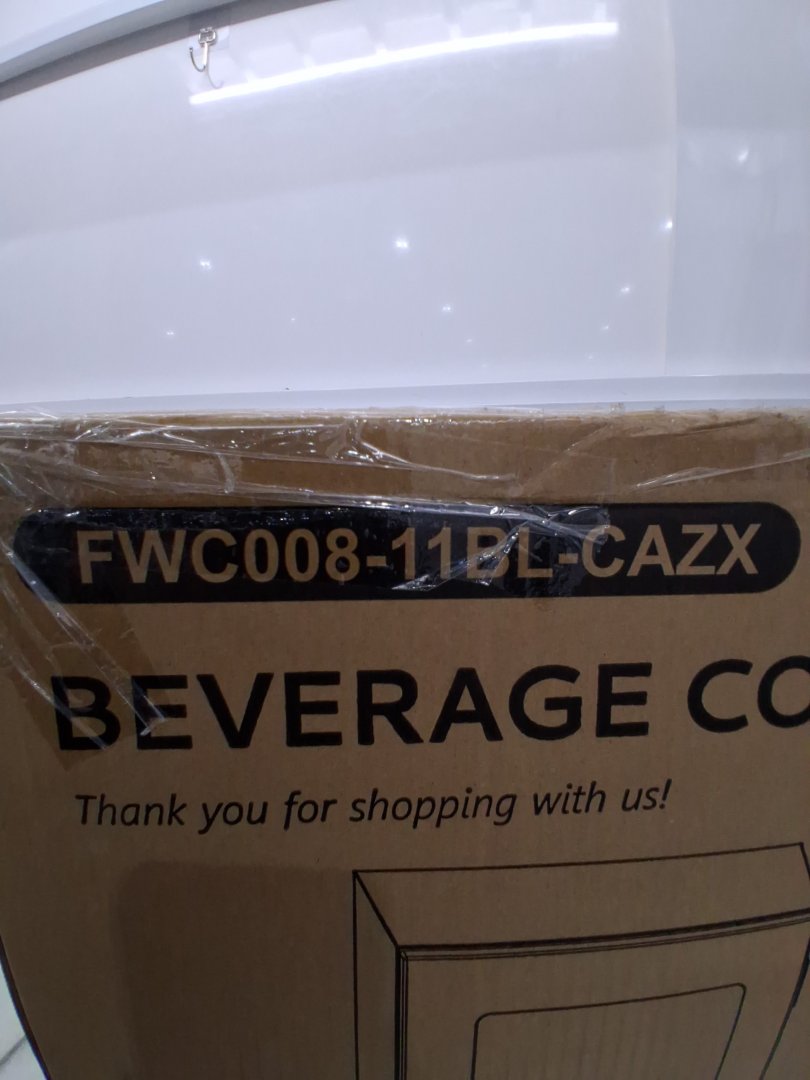 FWC008-11BL-CAZX
BEVERAGE CO
Thank you for shopping with us!